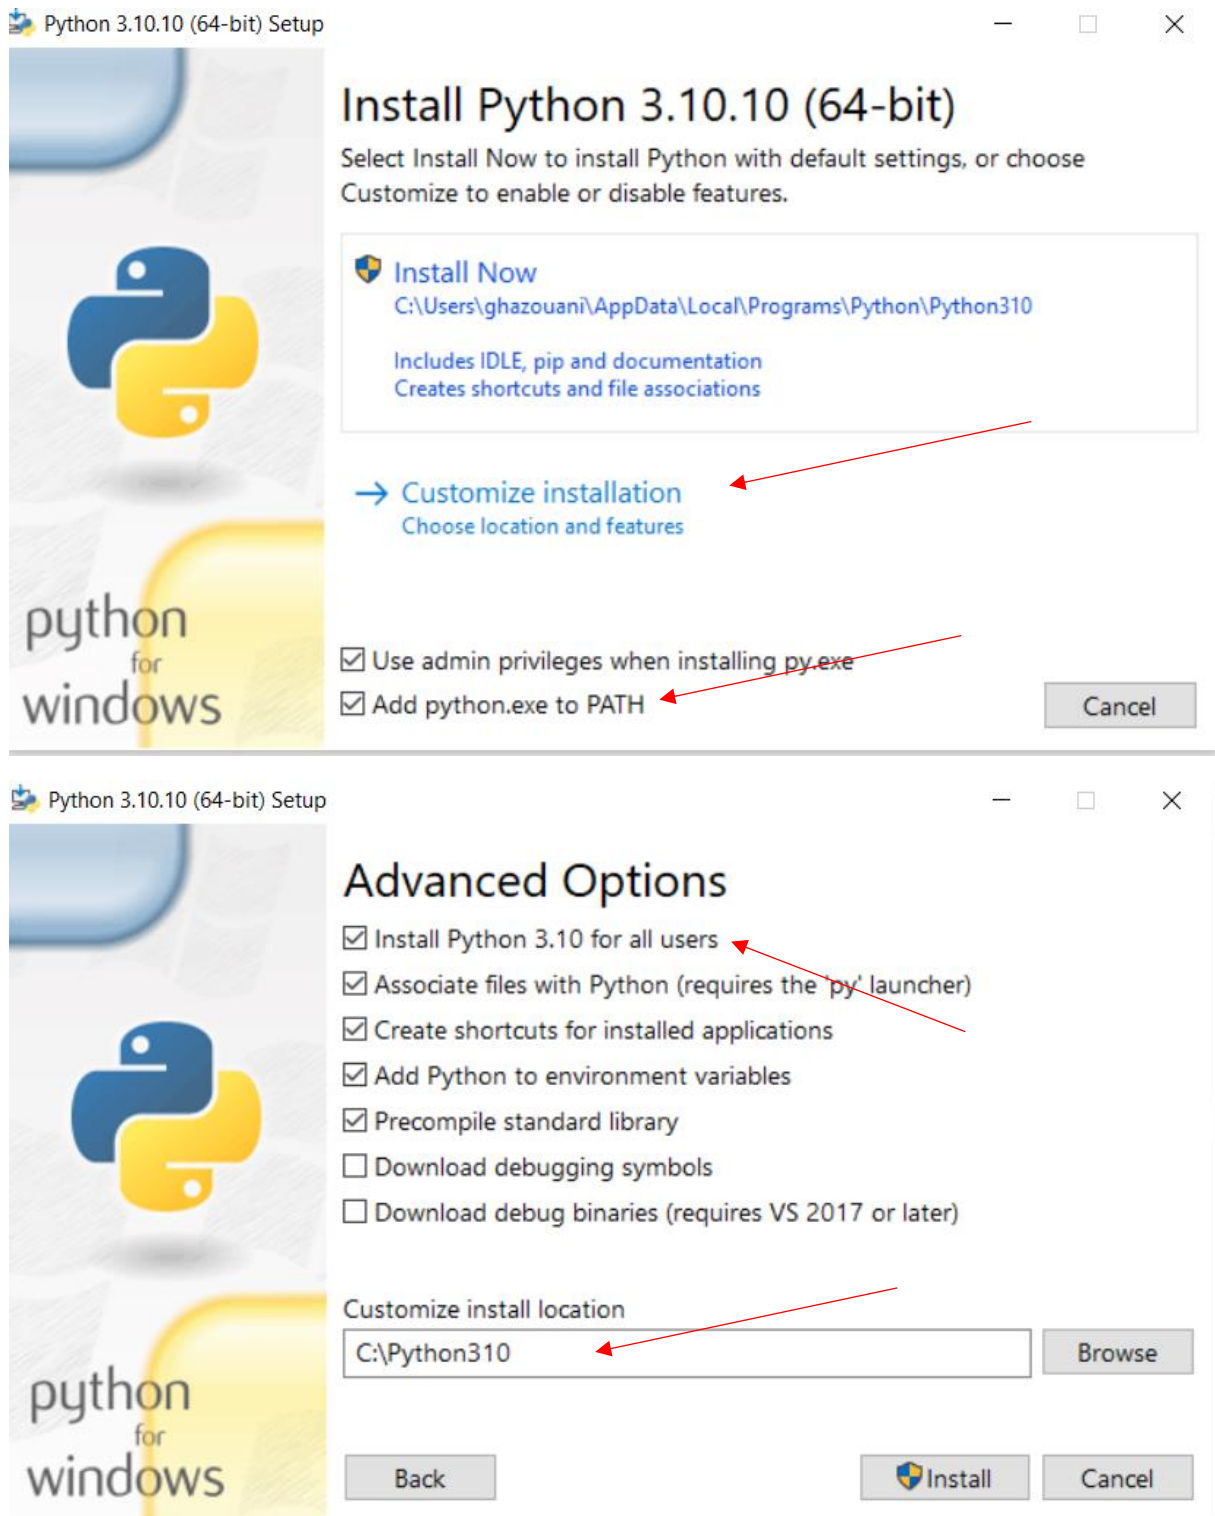 Python 3.10.10 (64-bit) Setup
Install Python 3.10.10 (64-bit)
Select Install Now to install Python with default settings, or choose
Customize to enable or disable features.
Install Now
C:\Users\ghazouani\AppData\Local\Programs\Python\Python310
Includes IDLE, pip and documentation
Creates shortcuts and file associations
Customize installation
Choose location and features
python
for
windows
Use admin privileges when installing py.exe
Add python.exe to PATH
Cancel
Python 3.10.10 (64-bit) Setup
Advanced Options
Install Python 3.10 for all users
Associate files with Python (requires the 'py' launcher)
Create shortcuts for installed applications
Add Python to environment variables
Precompile standard library
Download debugging symbols
Download debug binaries (requires VS 2017 or later)
Customize install location
C:\Python310
Browse
python
for
windows
Back
Install
Cancel